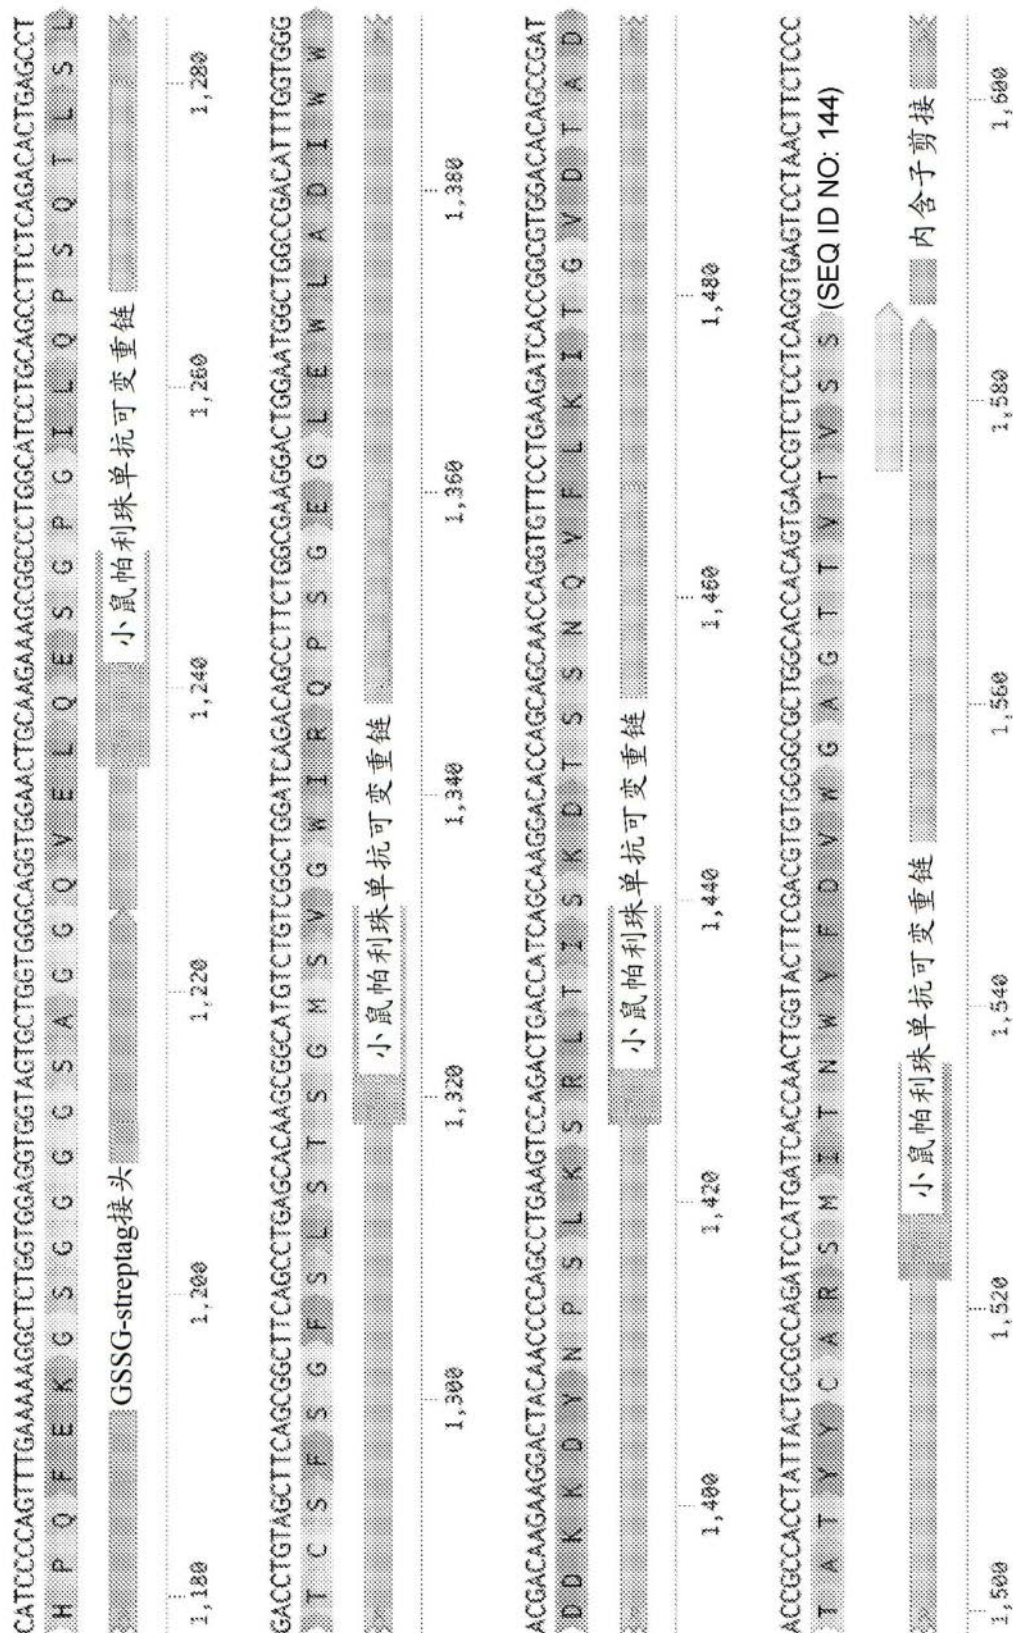 CATCCCCAGTTTGAAAAAGGCTCTGGTGGAGGTGGTAGTGCTGGTGGGCAGGTGGAACTGCAAGAAAGCGGCCCTGGCATCCTGCAGCCTTCTCAGACACTGAGCCT
H P Q F E K G S G G G G S A G G Q V E L Q E S G P G I L Q P S Q T L S L
GSSG-streptag接头 小鼠帕利珠单抗可变重链
1,180 1,200 1,220 1,240 1,260 1,280
GACCTGTAGCTTCAGCGGCTTCAGCCTGAGCACAAGCGGCATGTCTGTCGGCTGGATCAGACAGCCTTCTGGCGAAGGACTGGAATGGCTGGCCGACATTTGGTGGG
T C S F S G F S L S T S G M S V G W I R Q P S G E G L E W L A D I W W
小鼠帕利珠单抗可变重链
1,300 1,320 1,340 1,360 1,380
ACGACAAGAAGGACTACAACCCCAGCCTGAAGTCCAGACTGACCATCAGCAAGGACACCAGCAGCAACCAGGTGTTCCTGAAGATCACCGGCGTGGACACAGCCGAT
D D K K D Y N P S L K S R L T I S K D T S S N Q V F L K I T G V D T A D
小鼠帕利珠单抗可变重链
1,400 1,420 1,440 1,460 1,480
ACCGCCACCTATTACTGCGCCAGATCCATGATCACCAACTGGTACTTCGACGTGTGGGGCGCTGGCACCACAGTGACCGTCTCCTCAGGTGAGTCCTAACTTCTCCC
T A T Y Y C A R S M I T N W Y F D V W G A G T T V T V S S (SEQ ID NO: 144)
小鼠帕利珠单抗可变重链 内含子剪接
1,500 1,520 1,540 1,560 1,580 1,600